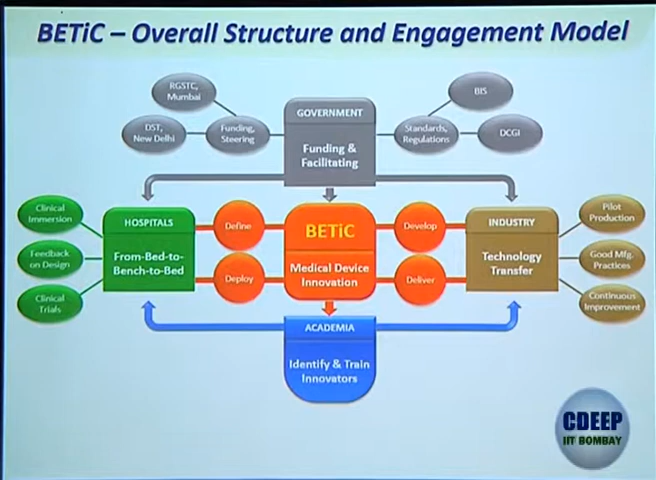 BETiC – Overall Structure and Engagement Model
RGSTC,
Mumbai
DST,
New Delhi
Funding,
Steering
GOVERNMENT
Funding &
Facilitating
Standards,
Regulations
BIS
DCGI
Clinical
Immersion
Feedback
on Design
Clinical
Trials
HOSPITALS
From-Bed-to-
Bench-to-Bed
Define
Deploy
BETiC
Medical Device
Innovation
Develop
Deliver
INDUSTRY
Technology
Transfer
Pilot
Production
Good Mfg.
Practices
Continuous
Improvement
ACADEMIA
Identify & Train
Innovators
CDEEP
IIT BOMBAY